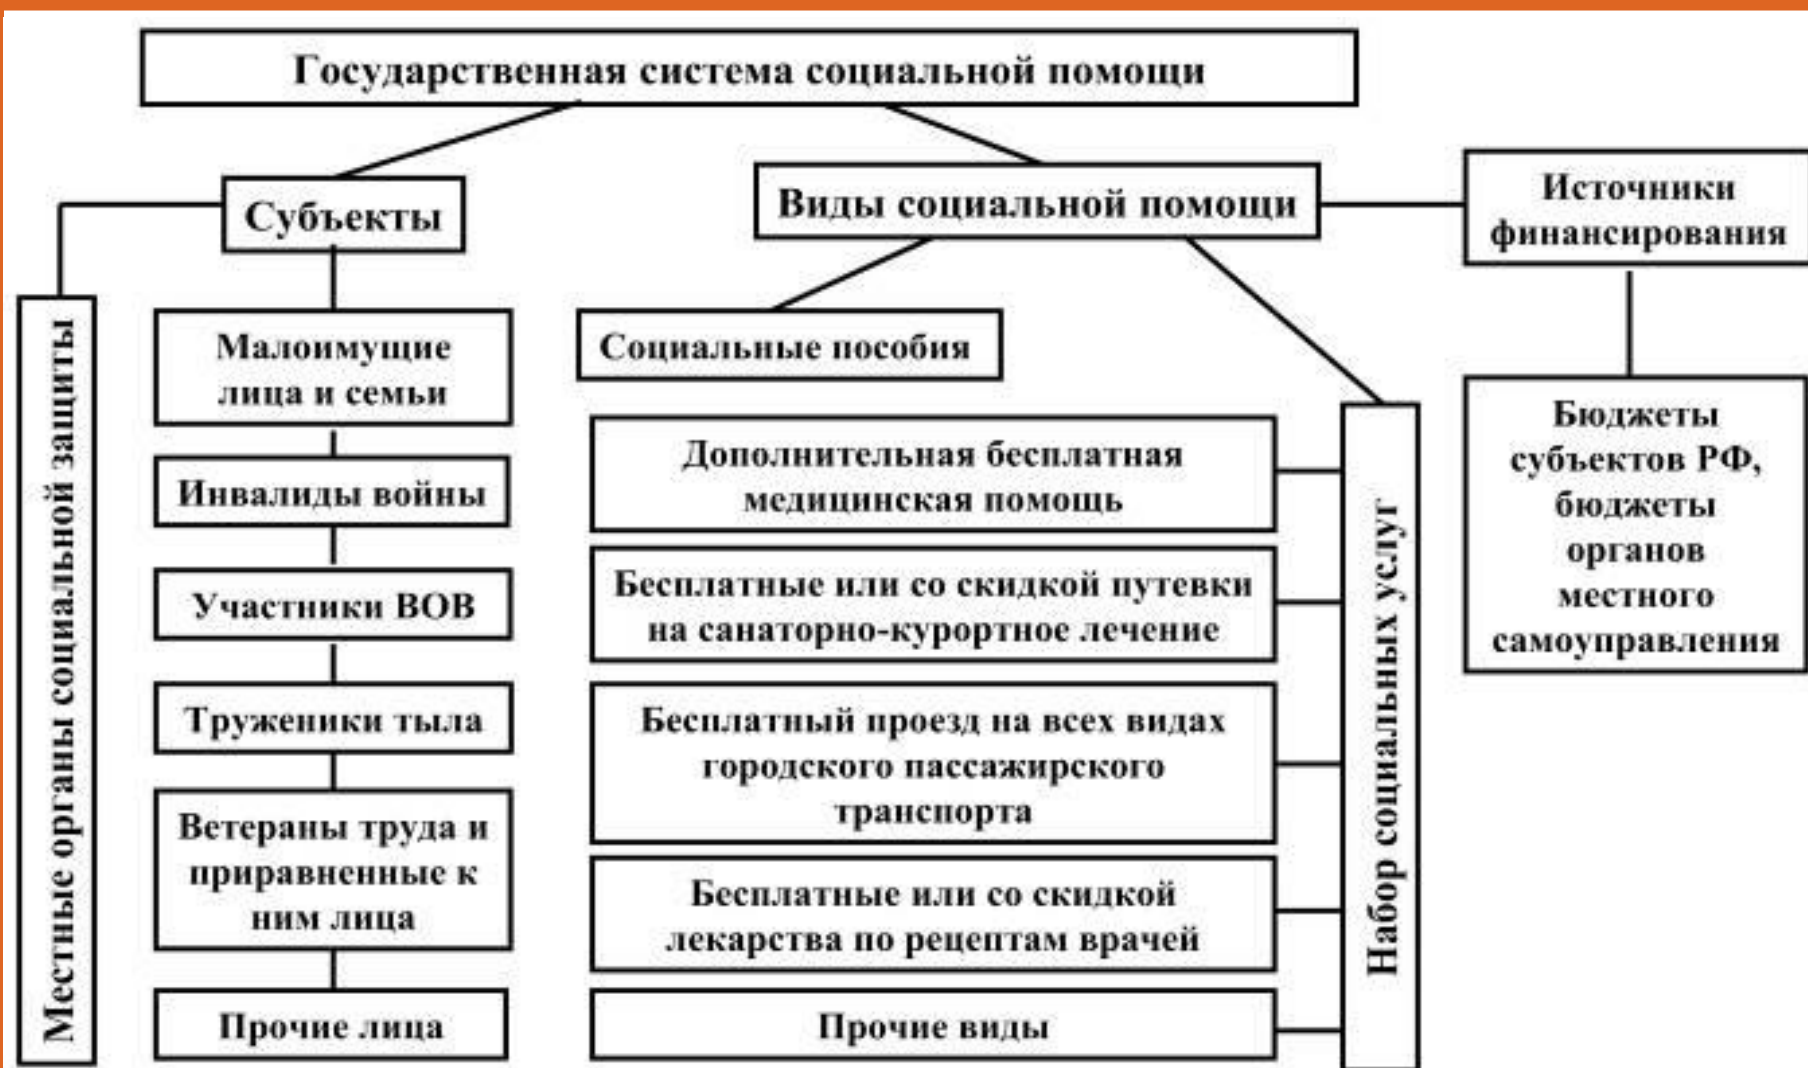 Государственная система социальной помощи
Субъекты
Местные органы социальной защиты
Малоимущие
лица и семьи
Инвалиды войны
Участники ВОВ
Труженики тыла
Ветераны труда и
приравненные к
ним лица
Прочие лица
Виды социальной помощи
Социальные пособия
Набор социальных услуг
Дополнительная бесплатная
медицинская помощь
Бесплатные или со скидкой путевки
на санаторно-курортное лечение
Бесплатный проезд на всех видах
городского пассажирского
транспорта
Бесплатные или со скидкой
лекарства по рецептам врачей
Прочие виды
Источники
финансирования
Бюджеты
субъектов РФ,
бюджеты
органов
местного
самоуправления